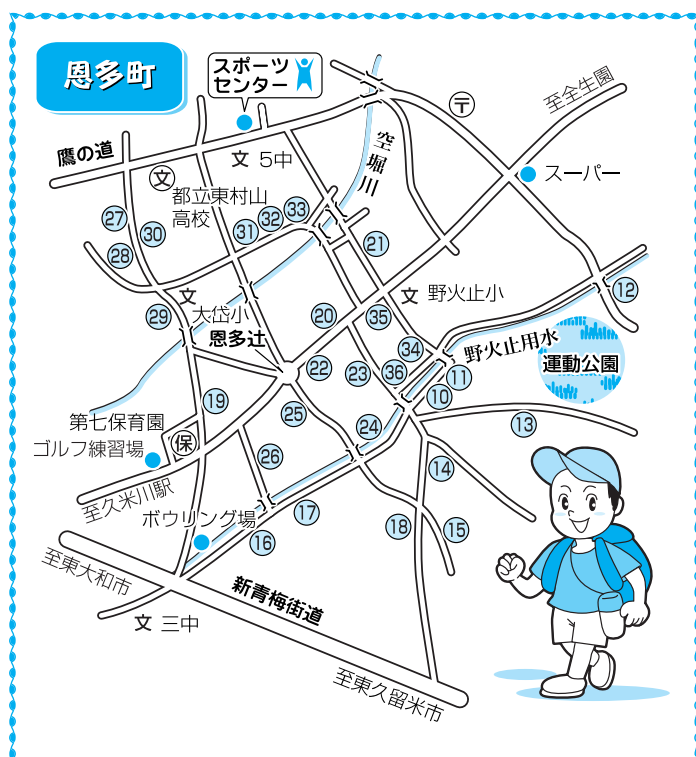 恩多町
スポーツ
センター
〒
至全生園
鷹の道
文 5中
空堀川
スーパー
文
都立東村山
高校
27
30
28
31
32
33
21
文
大岱小
29
恩多辻
文 野火止小
12
20
35
34
野火止用水
運動公園
22
23
36
11
10
19
25
24
13
第七保育園
ゴルフ練習場
保
26
14
至久米川駅
ボウリング場
17
16
18
15
至東大和市
新青梅街道
文 三中
至東久留米市